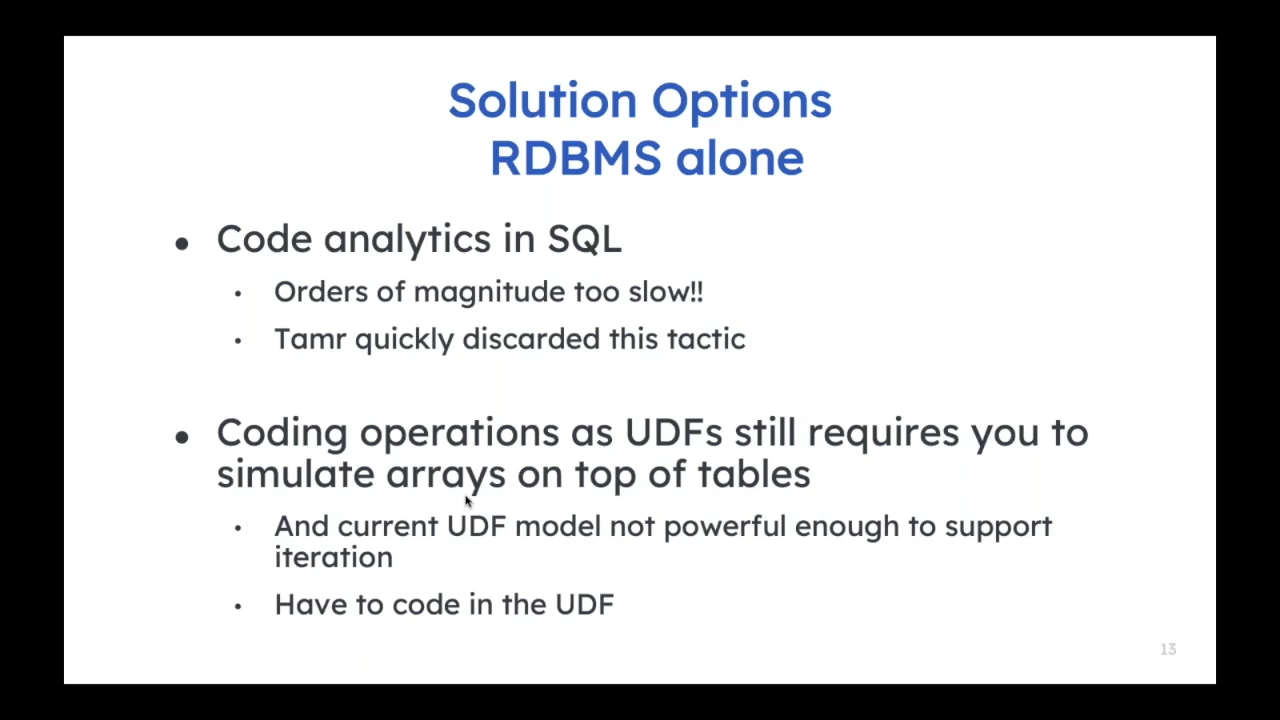 Solution Options
RDBMS alone
• Code analytics in SQL
• Orders of magnitude too slow!!
• Tamr quickly discarded this tactic
• Coding operations as UDFs still requires you to
simulate arrays on top of tables
• And current UDF model not powerful enough to support
iteration
• Have to code in the UDF
13